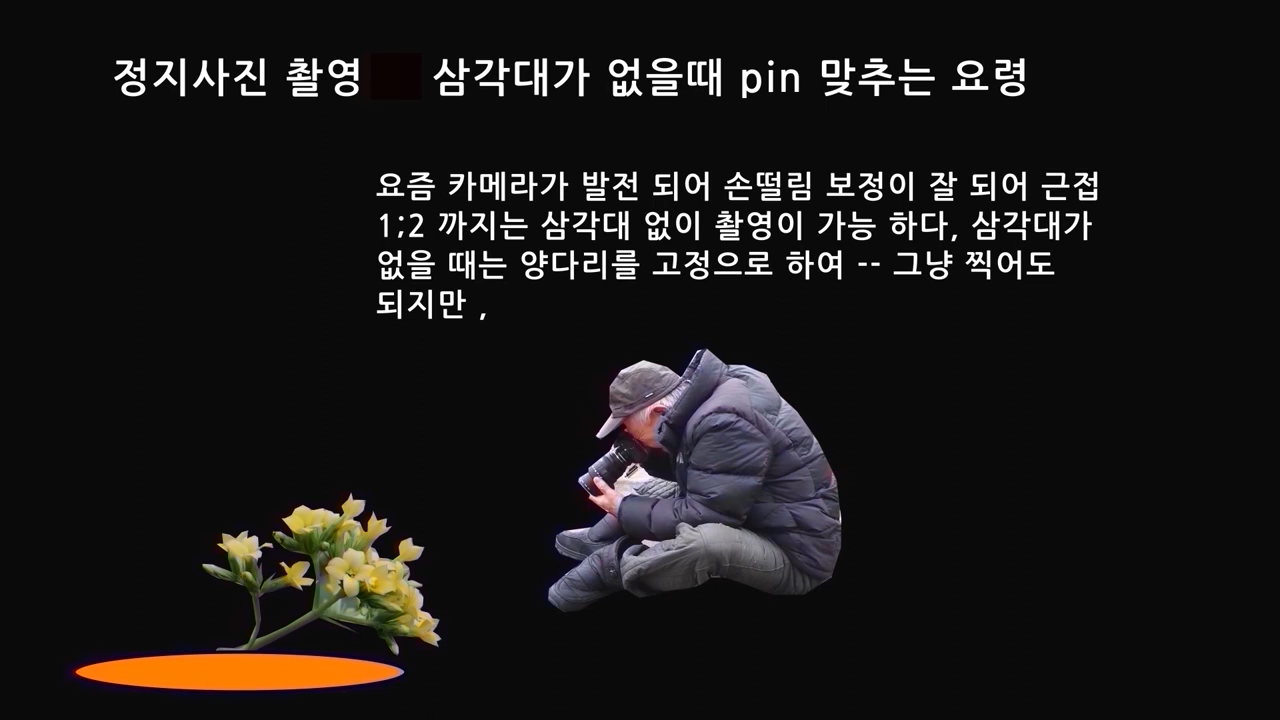 정지사진 촬영 삼각대가 없을때 pin 맞추는 요령
요즘 카메라가 발전 되어 손떨림 보정이 잘 되어 근접
1;2 까지는 삼각대 없이 촬영이 가능 하다, 삼각대가
없을 때는 양다리를 고정으로 하여 -- 그냥 찍어도
되지만 ,